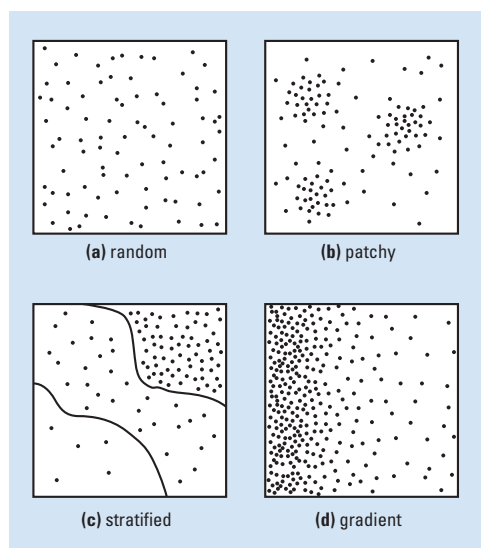 (a) random
(b) patchy
(c) stratified
(d) gradient